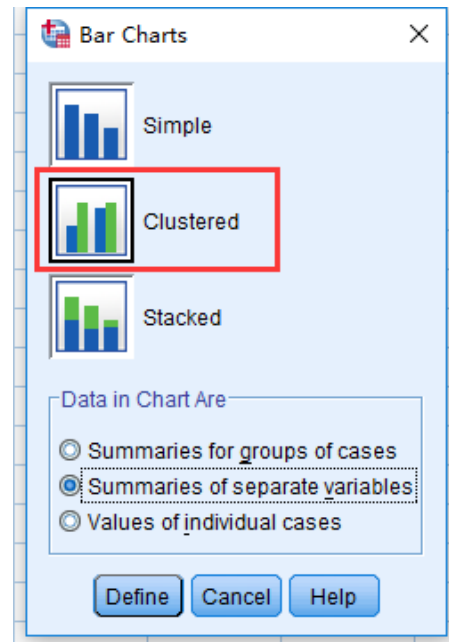 Bar Charts
Simple
Clustered
Stacked
Data in Chart Are
Summaries for groups of cases
Summaries of separate variables
Values of individual cases
Define Cancel Help